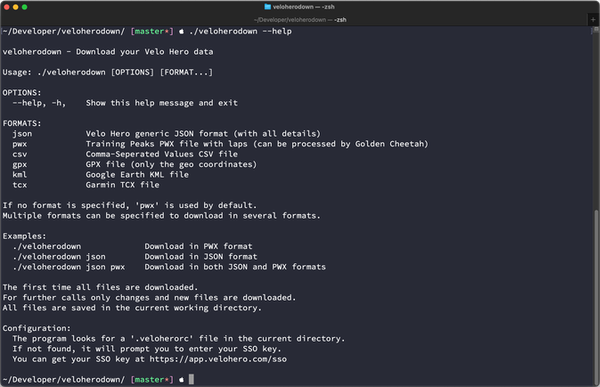 veloherodown — -zsh
~/Developer/veloherodown — -zsh
~/Developer/veloherodown/ [master*] ./veloherodown --help
veloherodown - Download your Velo Hero data
Usage: ./veloherodown [OPTIONS] [FORMAT...]
OPTIONS:
--help, -h, Show this help message and exit
FORMATS:
json Velo Hero generic JSON format (with all details)
pwx Training Peaks PWX file with laps (can be processed by Golden Cheetah)
csv Comma-Seperated Values CSV file
gpx GPX file (only the geo coordinates)
kml Google Earth KML file
tcx Garmin TCX file
If no format is specified, 'pwx' is used by default.
Multiple formats can be specified to download in several formats.
Examples:
./veloherodown Download in PWX format
./veloherodown json Download in JSON format
./veloherodown json pwx Download in both JSON and PWX formats
The first time all files are downloaded.
For further calls only changes and new files are downloaded.
All files are saved in the current working directory.
Configuration:
The program looks for a '.veloherorc' file in the current directory.
If not found, it will prompt you to enter your SSO key.
You can get your SSO key at https://app.velohero.com/sso
~/Developer/veloherodown/ [master*]